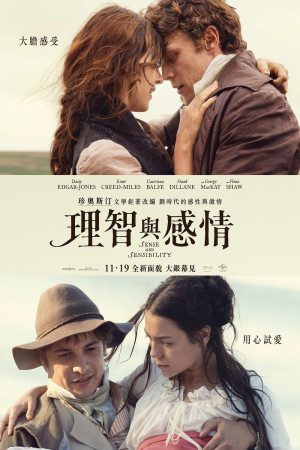 大膽感受
Daisy EDGAR-JONES Esmé CREED-MILES Caitríona BALFE Frank DILLANE George MACKAY Fiona SHAW
珍奧斯汀 文學經著改編 劃時代的感性與激情
理智與感情
SENSE AND SENSIBILITY
11·19 全新面貌 大銀幕見
用心試愛